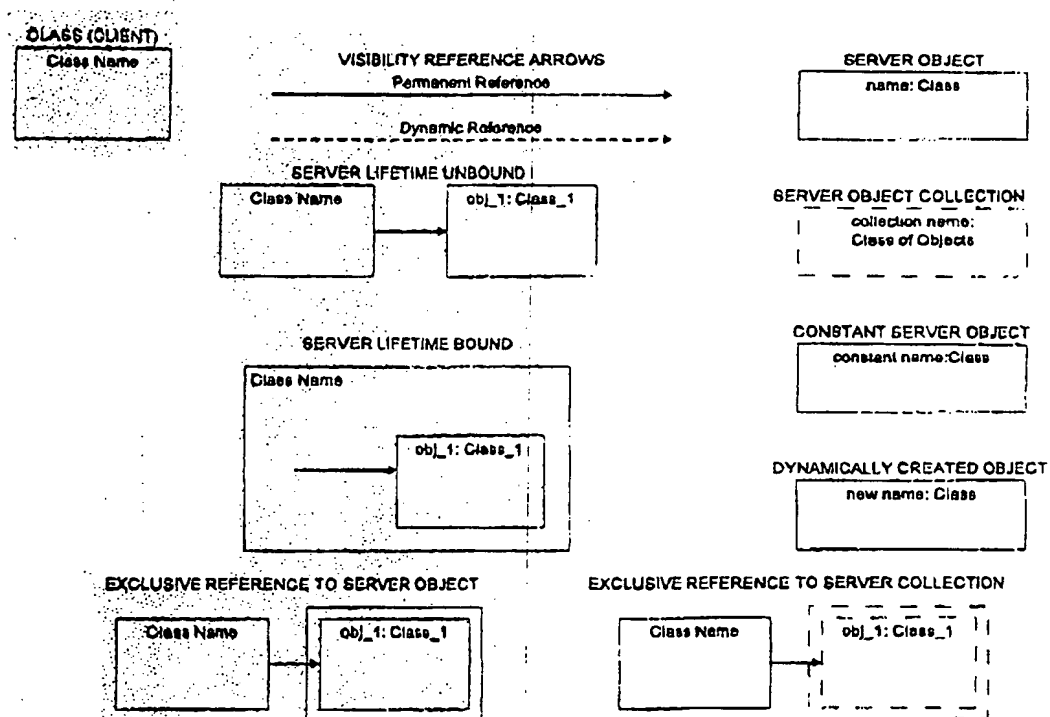 CLASS (CLIENT)
Class Name
VISIBILITY REFERENCE ARROWS
Permanent Reference
Dynamic Reference
SERVER OBJECT
name: Class
SERVER LIFETIME UNBOUND
Class Name
obj_1: Class_1
SERVER OBJECT COLLECTION
collection name:
Class of Objects
SERVER LIFETIME BOUND
Class Name
obj_1: Class_1
CONSTANT SERVER OBJECT
constant name:Class
DYNAMICALLY CREATED OBJECT
new name: Class
EXCLUSIVE REFERENCE TO SERVER OBJECT
Class Name
obj_1: Class_1
EXCLUSIVE REFERENCE TO SERVER COLLECTION
Class Name
obj_1: Class_1